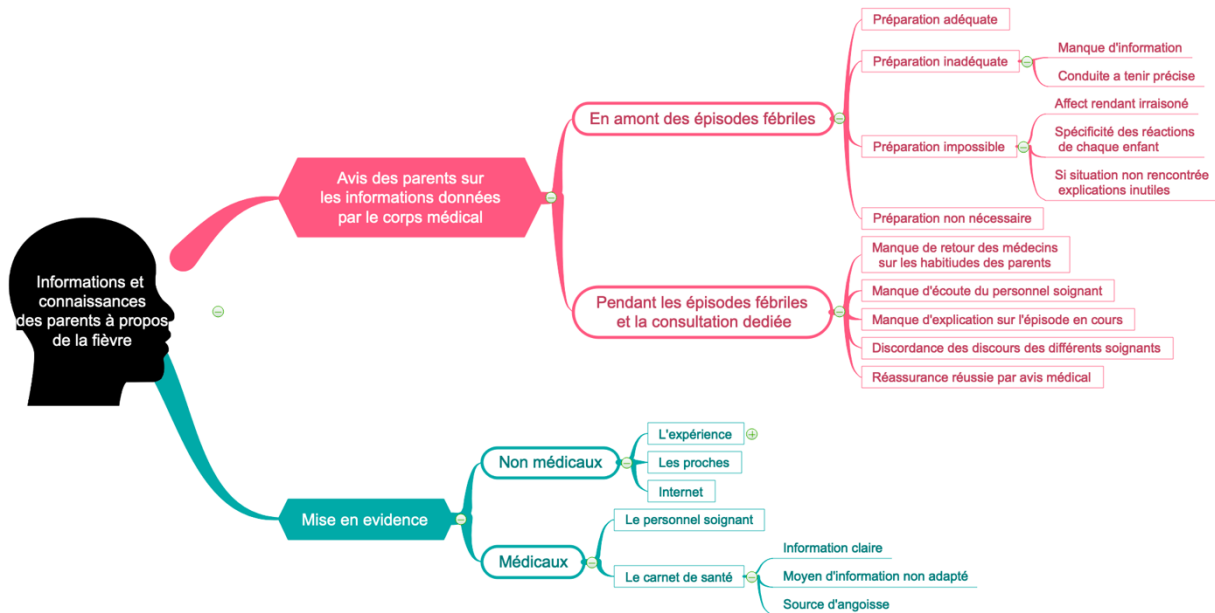 Informations et
connaissances
des parents à propos
de la fièvre
Avis des parents sur
les informations données
par le corps médical
En amont des épisodes fébriles
Préparation adéquate
Préparation inadéquate
Manque d'information
Conduite a tenir précise
Préparation impossible
Affect rendant irraisoné
Spécificité des réactions
de chaque enfant
Si situation non rencontrée
explications inutiles
Préparation non nécessaire
Pendant les épisodes fébriles
et la consultation dediée
Manque de retour des médecins
sur les habitiudes des parents
Manque d'écoute du personnel soignant
Manque d'explication sur l'épisode en cours
Discordance des discours des différents soignants
Réassurance réussie par avis médical
Mise en evidence
Non médicaux
L'expérience
Les proches
Internet
Médicaux
Le personnel soignant
Le carnet de santé
Information claire
Moyen d'information non adapté
Source d'angoisse